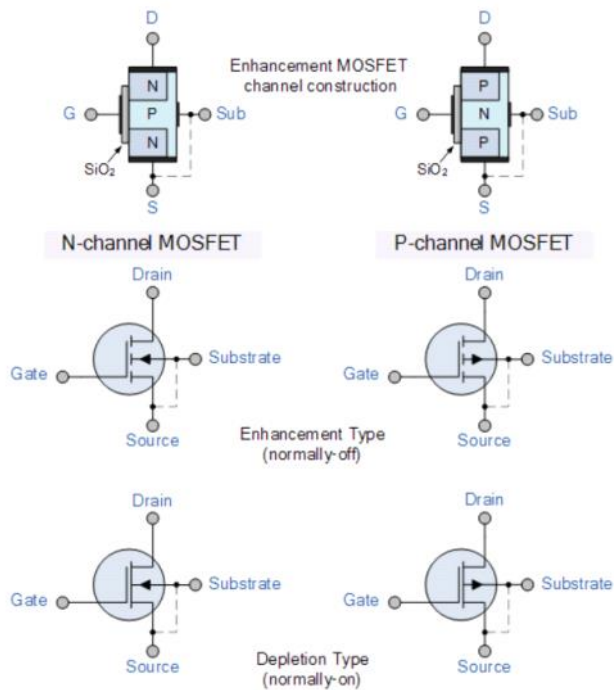 D
D
Enhancement MOSFET
channel construction
N
P
N
G
Sub
SiO₂
S
P
N
P
G
Sub
SiO₂
S
N-channel MOSFET
P-channel MOSFET
Drain
Drain
Gate
Substrate
Gate
Substrate
Source
Source
Enhancement Type
(normally-off)
Drain
Drain
Gate
Substrate
Gate
Substrate
Source
Source
Depletion Type
(normally-on)